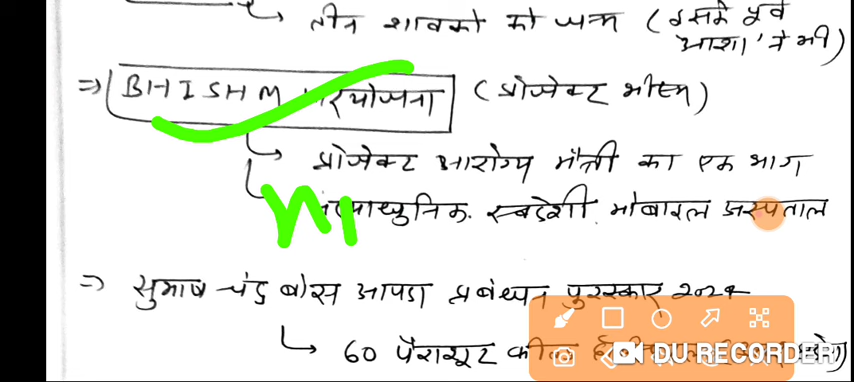 तीन शावको को जन्म (इसके पूर्व
'आशा' ने भी)
⇒ BHISHM परियोजना (प्रोजेक्ट भीष्म)
↳ प्रोजेक्ट आरोग्य मैत्री का एक भाग
↳ स्वदेशी मोबाइल अस्पताल
⇒ सुभाष चंद्र बोस आपदा प्रबंधन पुरस्कार 2024
↳ 60 पैराशूट
DU RECORDER